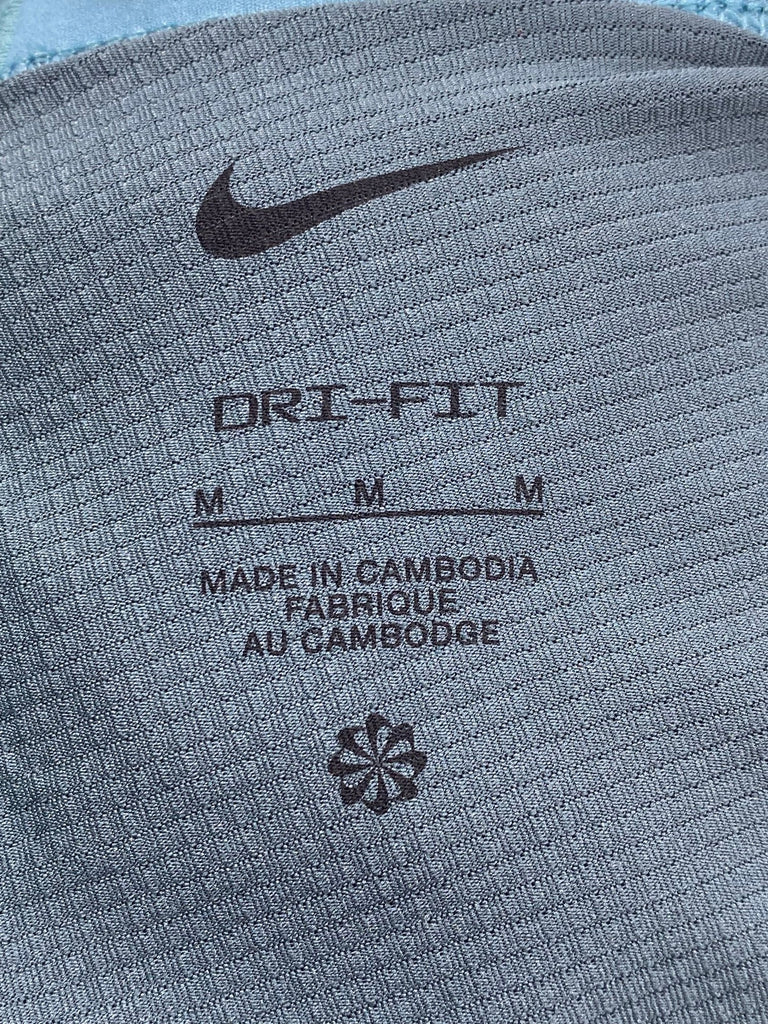 DRI-FIT
M M M
MADE IN CAMBODIA
FABRIQUE
AU CAMBODGE